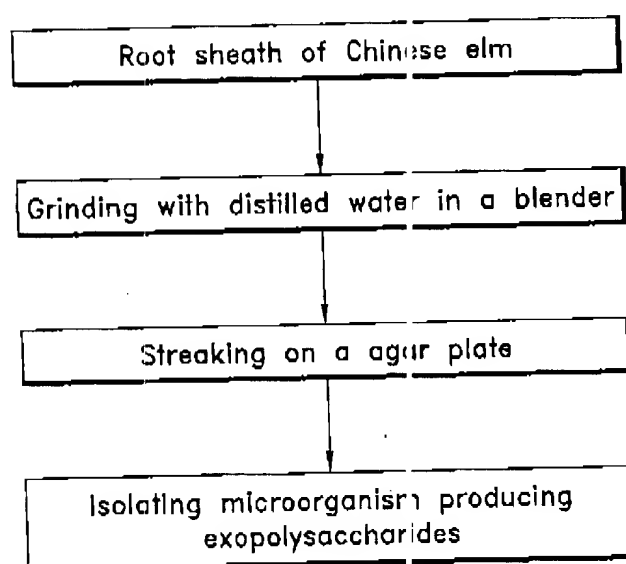 Root sheath of Chinese elm
Grinding with distilled water in a blender
Streaking on a agar plate
Isolating microorganism producing
exopolysaccharides